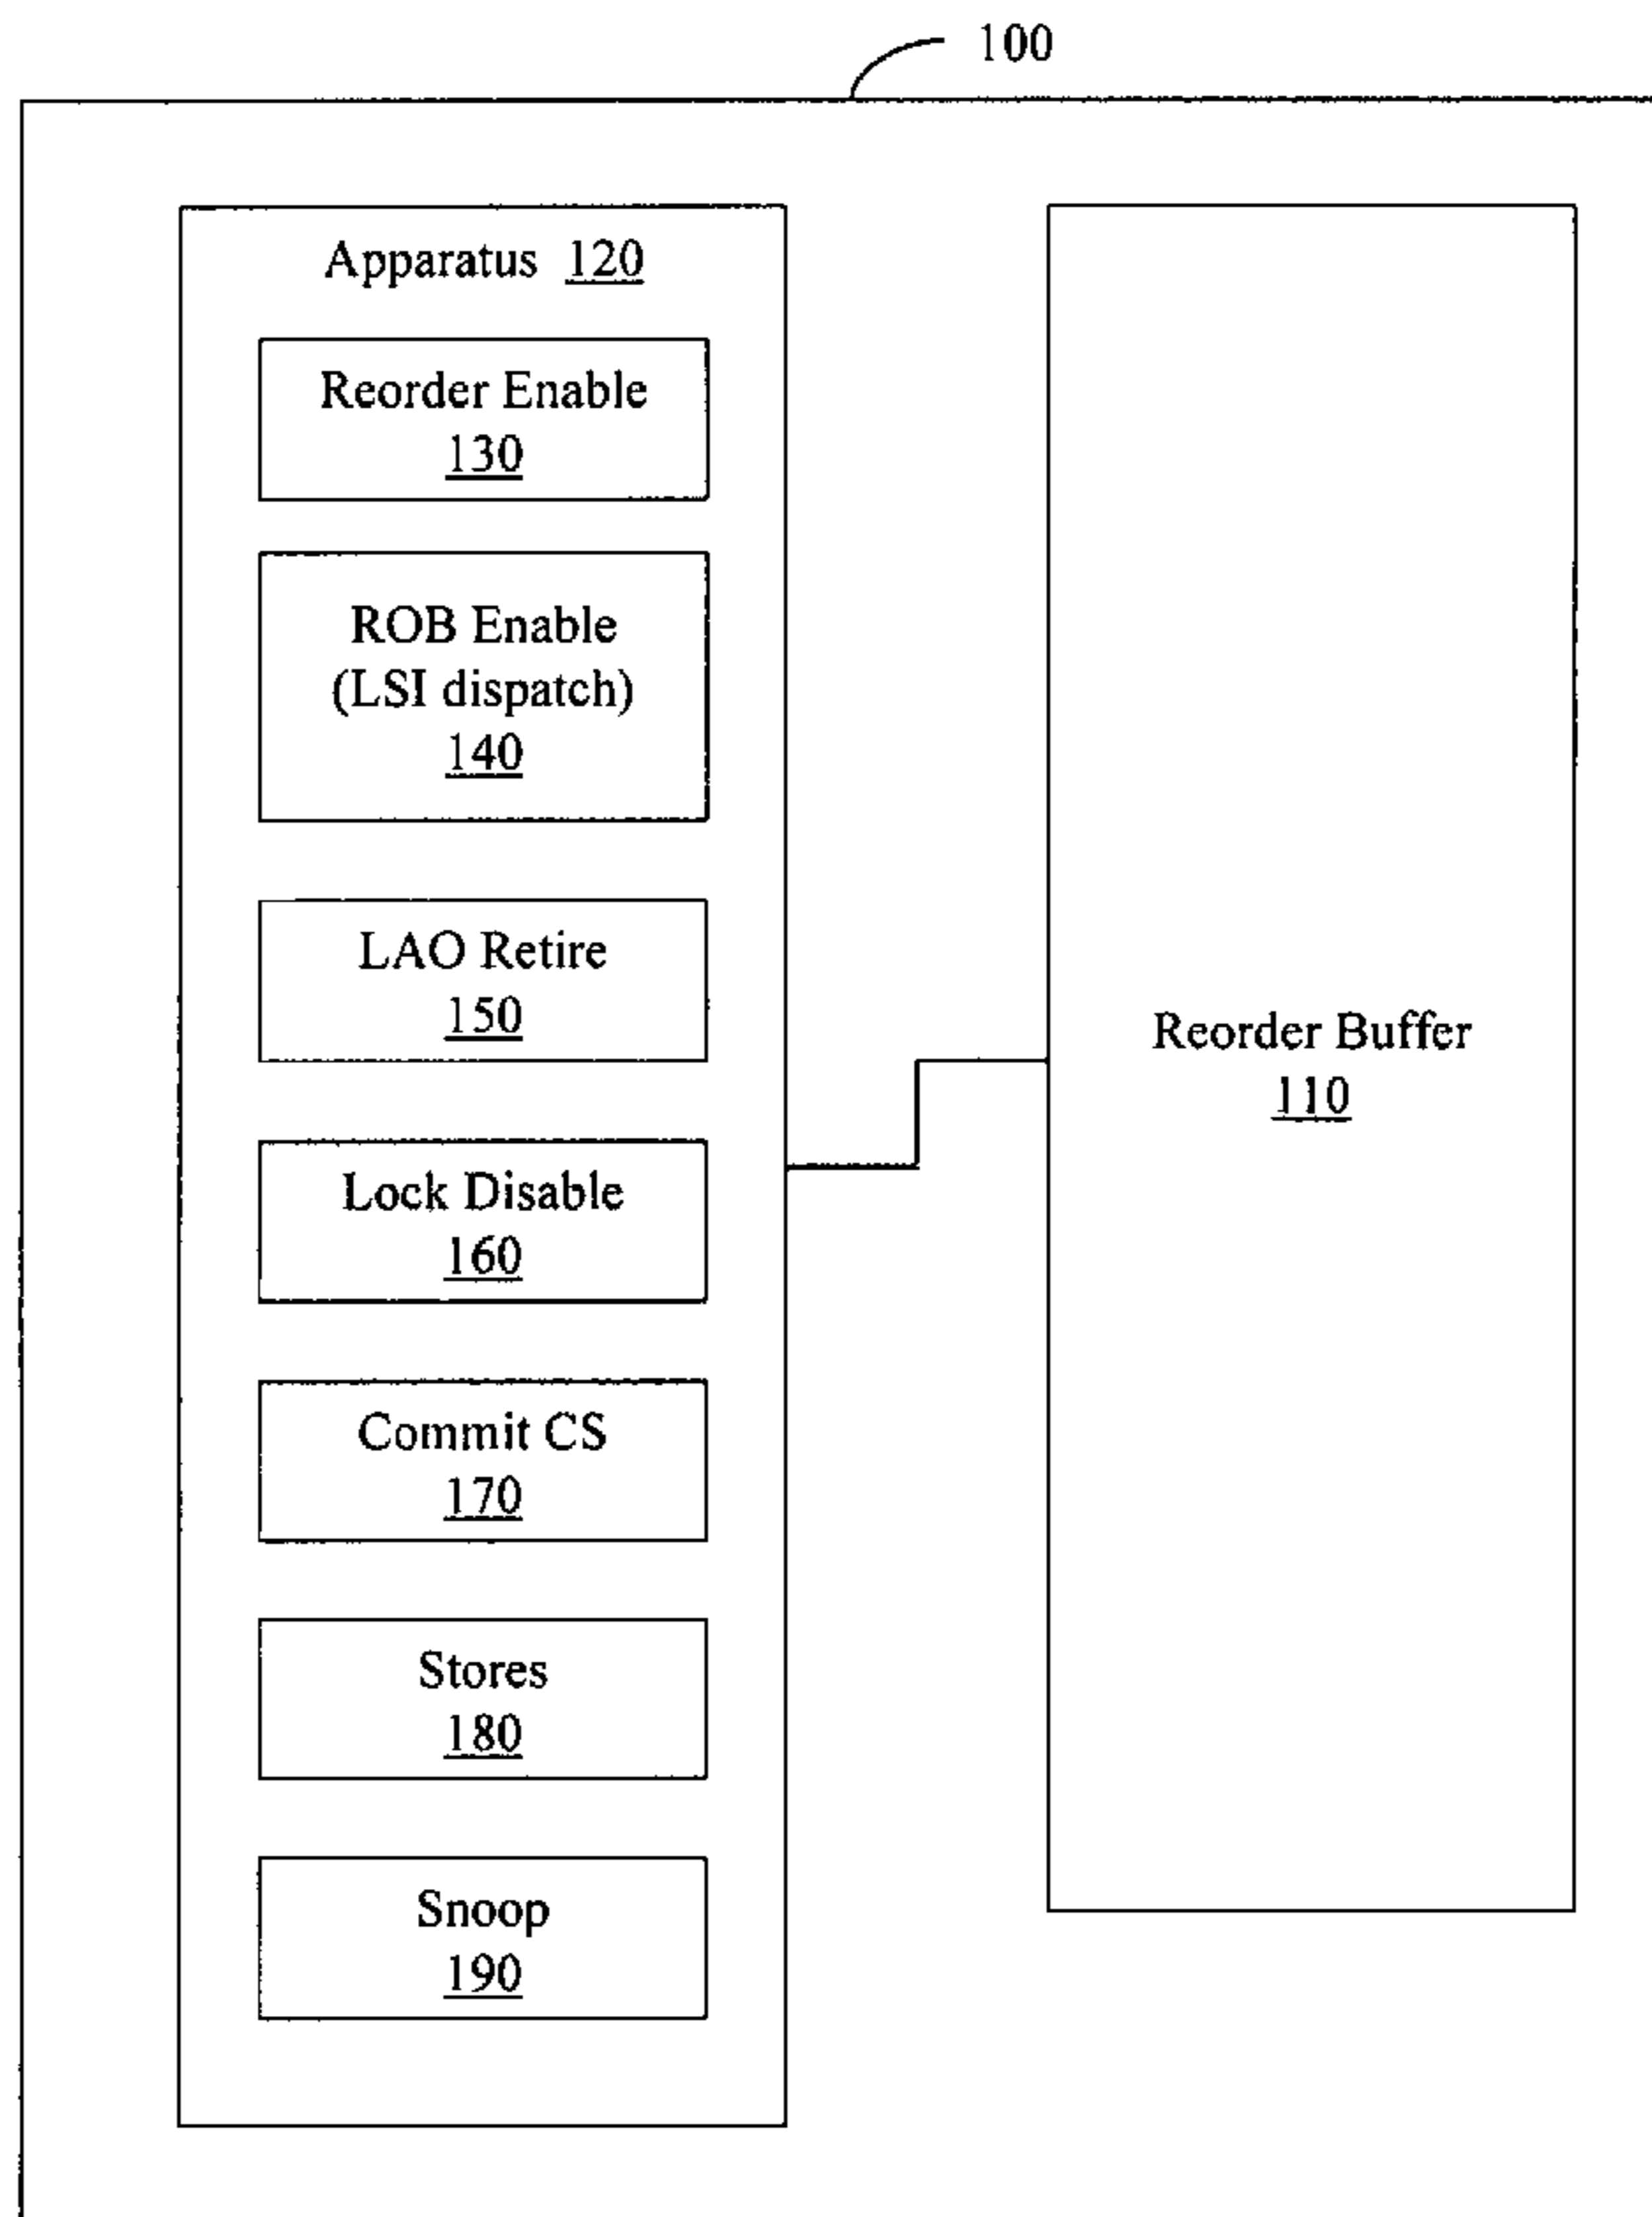 100
Apparatus 120
Reorder Enable
130
ROB Enable
(LSI dispatch)
140
LAO Retire
150
Lock Disable
160
Commit CS
170
Stores
180
Snoop
190
Reorder Buffer
110